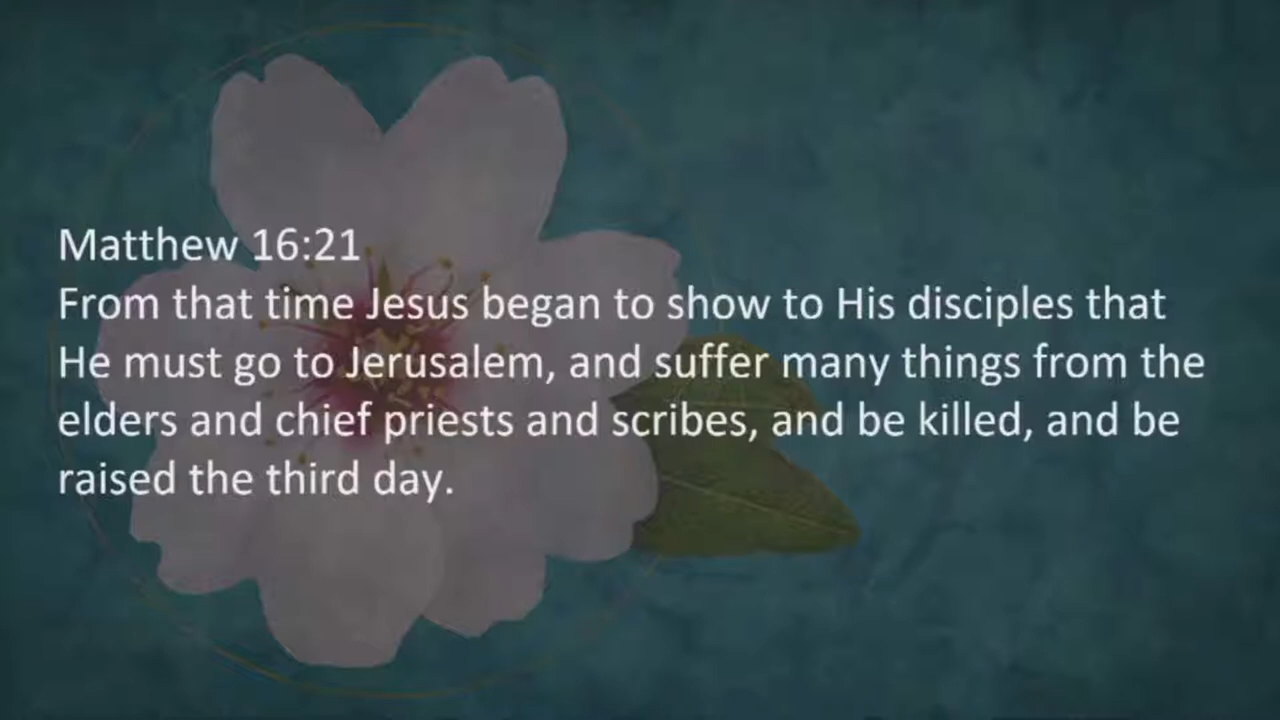 Matthew 16:21
From that time Jesus began to show to His disciples that
He must go to Jerusalem, and suffer many things from the
elders and chief priests and scribes, and be killed, and be
raised the third day.